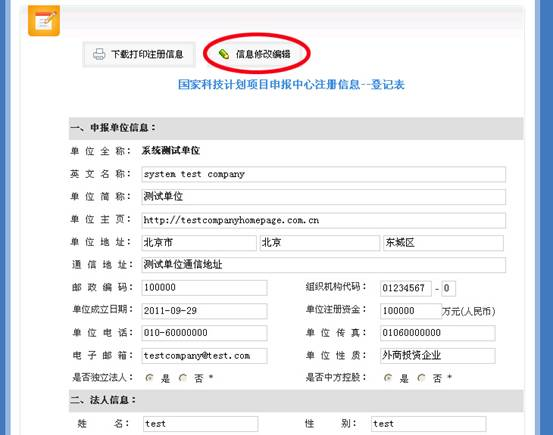 下载打印注册信息 信息修改编辑
国家科技计划项目申报中心注册信息--登记表
一、申报单位信息：
单 位 全 称： 系统测试单位
英 文 名 称： system test company
单 位 简 称： 测试单位
单 位 主 页： http://testcompanyhomepage.com.cn
单 位 地 址： 北京市 北京 东城区
通 信 地 址： 测试单位通信地址
邮 政 编 码： 100000 组织机构代码： 01234567 - 0
单位成立日期： 2011-09-29 单位注册资金： 100000 万元(人民币)
单 位 电 话： 010-60000000 单 位 传 真： 01060000000
电 子 邮 箱： testcompany@test.com 单 位 性 质： 外商投资企业
是否独立法人： 是 否 * 是否中方控股： 是 否 *
二、法人信息：
姓 名： test 性 别： test